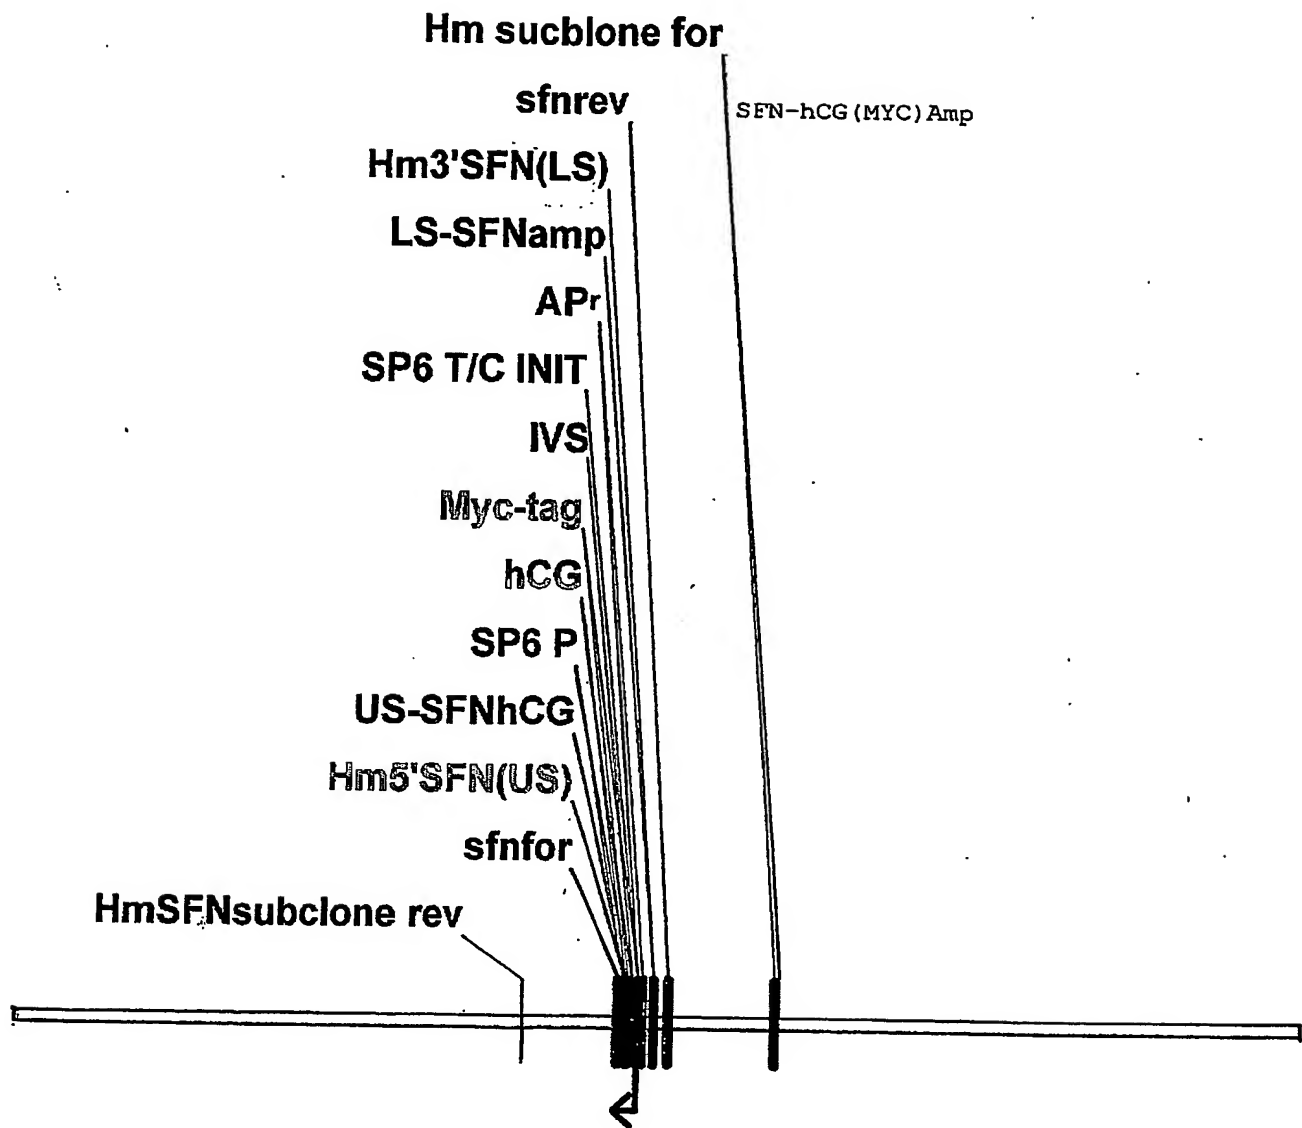 Hm sucblone for
sfnrev
SFN-hCG(MYC)Amp
Hm3'SFN(LS)
LS-SFNamp
APr
SP6 T/C INIT
IVS
Myc-tag
hCG
SP6 P
US-SFNhCG
Hm5'SFN(US)
sfnfor
HmSFNsubclone rev